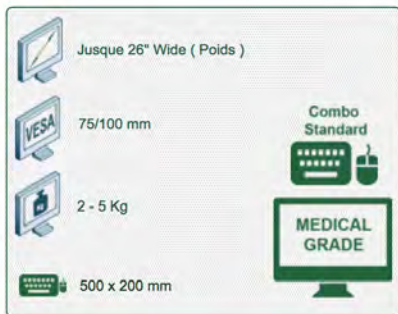 Jusque 26" Wide ( Poids )
VESA
75/100 mm
2 - 5 Kg
500 x 200 mm
Combo
Standard
MEDICAL
GRADE